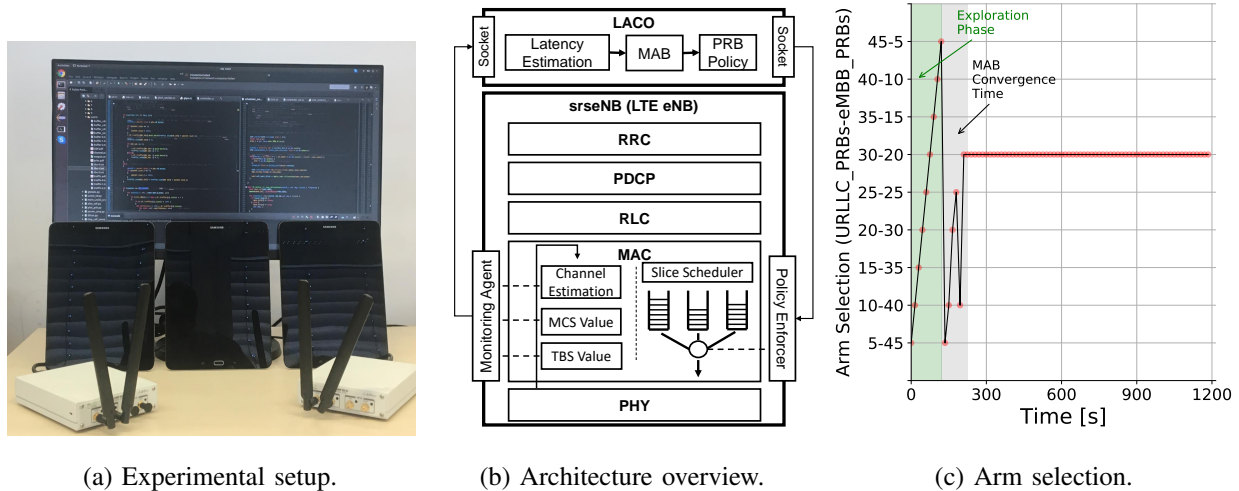 LACO
Socket
Latency
Estimation
MAB
PRB
Policy
Socket
srseNB (LTE eNB)
RRC
PDCP
RLC
MAC
Monitoring Agent
Channel
Estimation
MCS Value
TBS Value
Slice Scheduler
Policy Enforcer
PHY
Arm Selection (URLLC_PRBs-eMBB_PRBs)
45-5
40-10
35-15
30-20
25-25
20-30
15-35
10-40
5-45
Exploration
Phase
MAB
Convergence
Time
0 300 600 900 1200
Time [s]
SAMSUNG SAMSUNG SAMSUNG
(a) Experimental setup. (b) Architecture overview. (c) Arm selection.